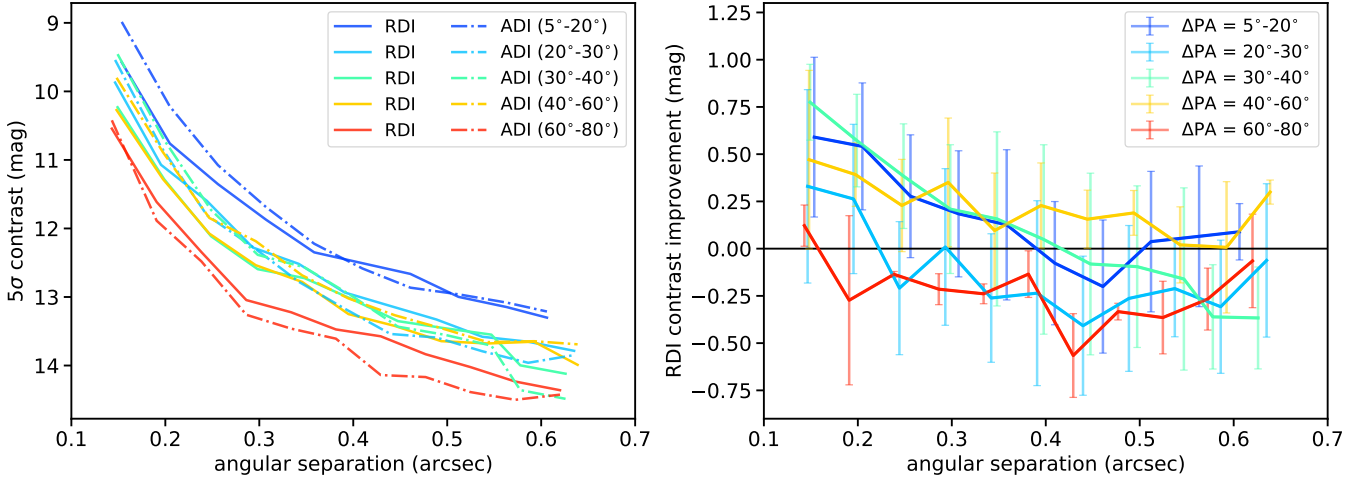 9
10
11
12
13
14
5σ contrast (mag)
RDI ADI (5°-20°)
RDI ADI (20°-30°)
RDI ADI (30°-40°)
RDI ADI (40°-60°)
RDI ADI (60°-80°)
0.1 0.2 0.3 0.4 0.5 0.6 0.7
angular separation (arcsec)
1.25
1.00
0.75
0.50
0.25
0.00
−0.25
−0.50
−0.75
RDI contrast improvement (mag)
ΔPA = 5°-20°
ΔPA = 20°-30°
ΔPA = 30°-40°
ΔPA = 40°-60°
ΔPA = 60°-80°
0.1 0.2 0.3 0.4 0.5 0.6 0.7
angular separation (arcsec)